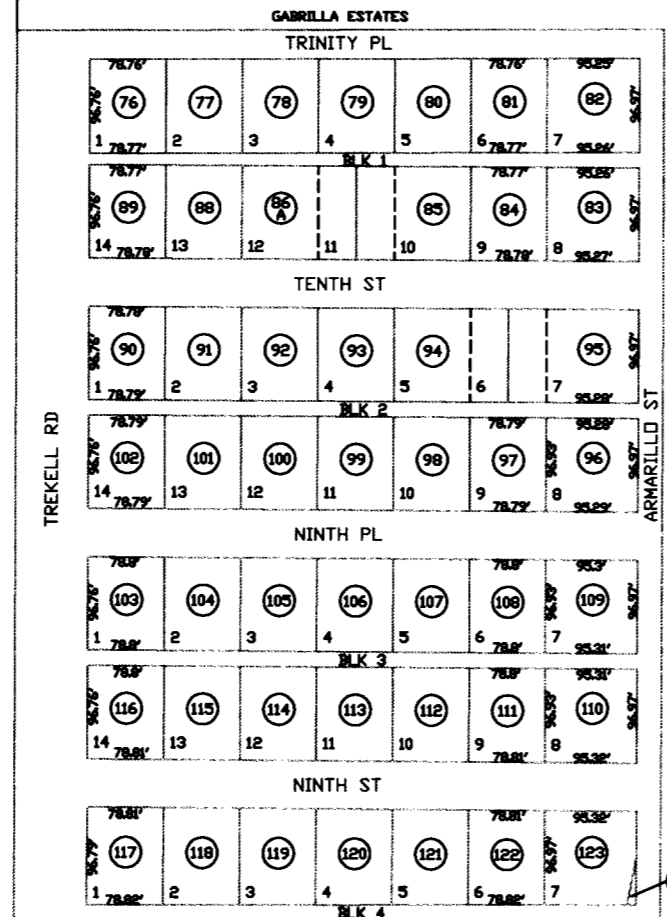 GABRILLA ESTATES
TRINITY PL
78.76' 78.76' 95.25'
96.76' 76 77 78 79 80 81 82 96.97'
1 78.77' 2 3 4 5 6 78.77' 7 95.26'
BLK 1
78.77' 78.77' 95.26'
96.76' 89 88 86 A 85 84 83 96.97'
14 78.78' 13 12 11 10 9 78.78' 8 95.27'
TENTH ST
78.78'
96.76' 90 91 92 93 94 95 96.97'
1 78.79' 2 3 4 5 6 7 95.28'
BLK 2
78.79' 78.79' 95.28'
96.76' 102 101 100 99 98 97 96.93' 96 96.97'
14 78.79' 13 12 11 10 9 78.79' 8 95.29'
TREKELL RD
ARMARILLO ST
NINTH PL
78.8' 78.8' 95.3'
96.76' 103 104 105 106 107 108 96.93' 109 96.97'
1 78.8' 2 3 4 5 6 78.8' 7 95.31'
BLK 3
78.8' 78.8' 95.31'
96.76' 116 115 114 113 112 111 96.93' 110 96.97'
14 78.81' 13 12 11 10 9 78.81' 8 95.32'
NINTH ST
78.81' 78.81' 95.32'
96.79' 117 118 119 120 121 122 96.97' 123
1 78.82' 2 3 4 5 6 78.82' 7
BLK 4